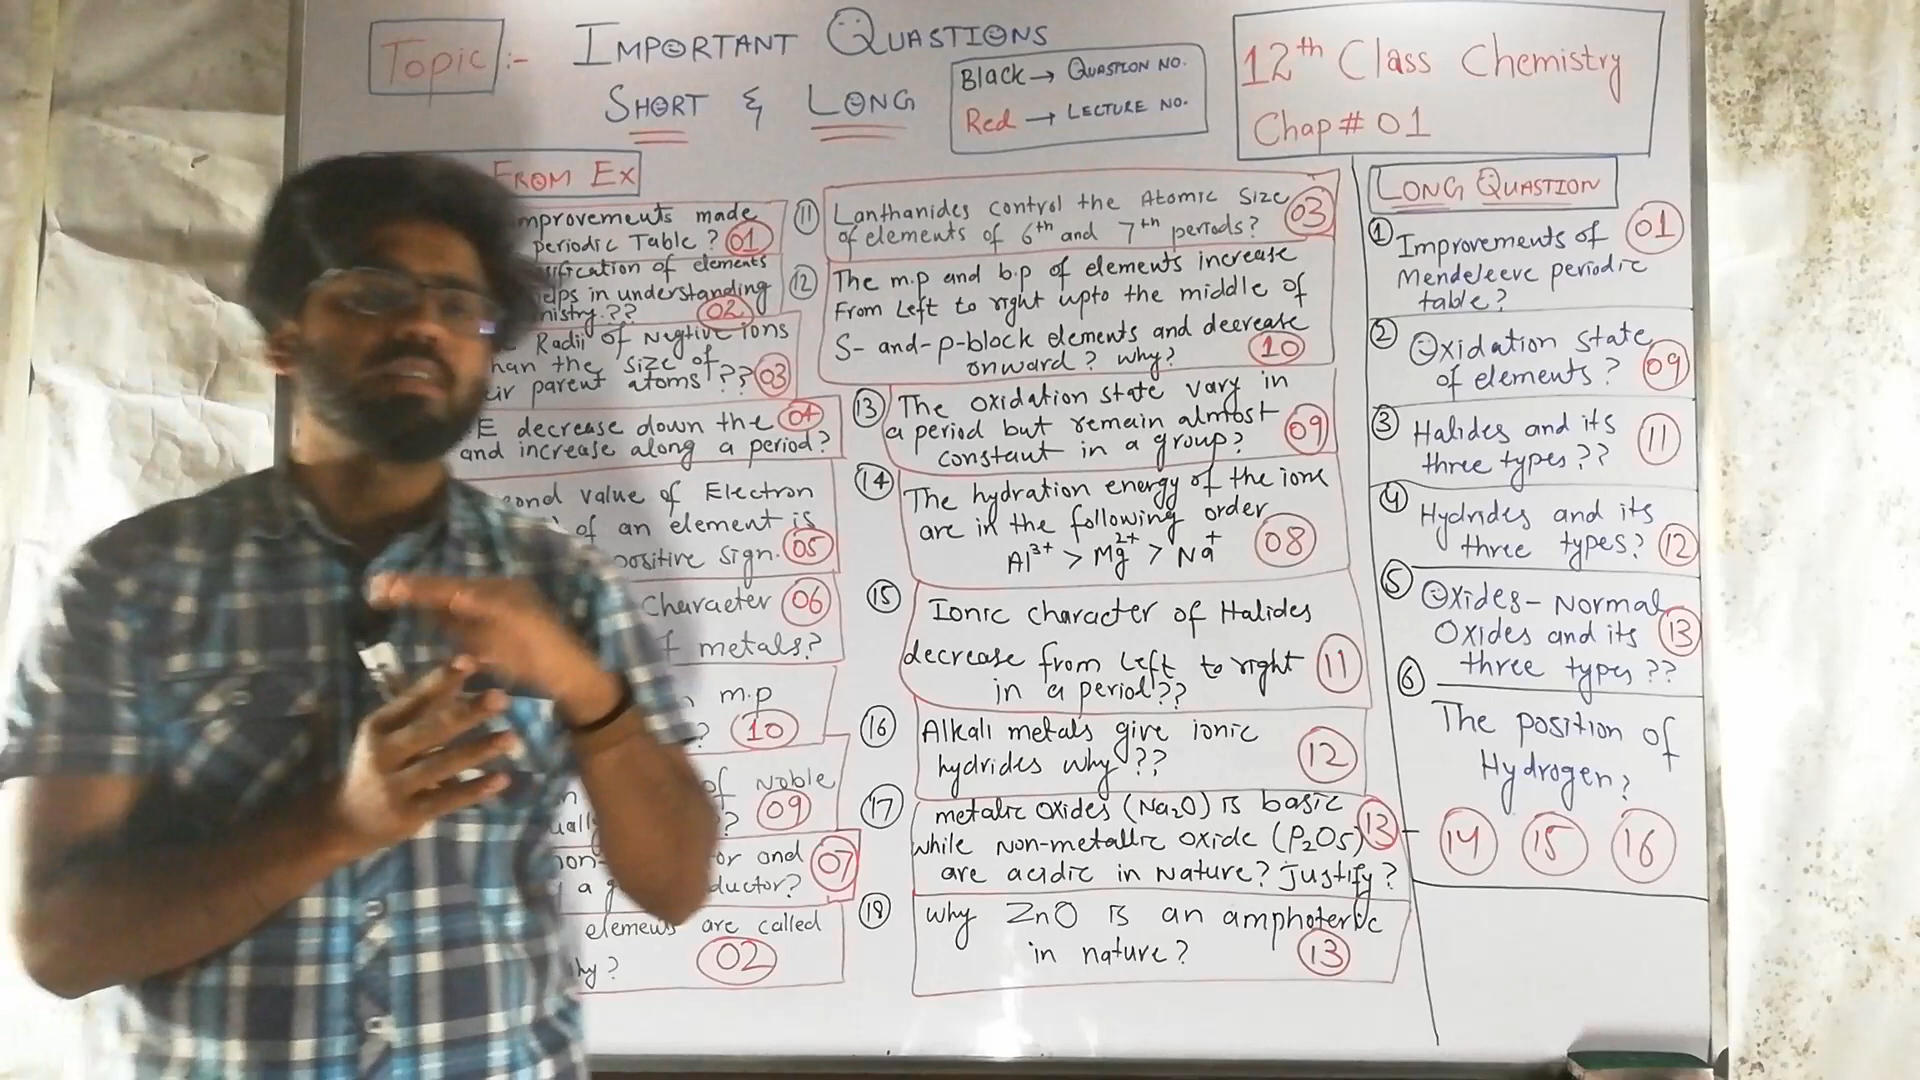 Topic :-
IMPORTANT QUASTIONS
SHORT & LONG
Black → QUASTION NO.
Red → LECTURE NO.
12th Class Chemistry
Chap # 01
FROM EX
mprovements made
periodic Table ? 01
sification of elements
elps in understanding
mistry ?? 02
Radii of Negtive ions
han the size of
eir parent atoms ?? 03
E decrease down the 04
and increase along a period?
cond value of Electron
of an element is
positive sign. 05
Character 06
f metals?
m.p
? 10
of Noble
uall ? 09
non- or and 07
a g ductor?
elements are called
hy? 02
11 Lanthanides control the Atomic Size 03
of elements of 6th and 7th periods?
12 The m.p and b.p of elements increase
From left to right upto the middle of
S- and-p-block elements and decrease
onward? why? 10
13 The oxidation state vary in
a period but remain almost 09
constant in a group?
14 The hydration energy of the ions
are in the following order
Al3+ > Mg2+ > Na+ 08
15 Ionic character of Halides
decrease from left to right 11
in a period??
16 Alkali metals give ionic
hydrides why?? 12
17 metalic oxides (Na2O) is basic
while non-metallic oxide (P2O5) 13
are acidic in nature? justify?
18 why ZnO is an amphoteric
in nature? 13
LONG QUASTION
1 Improvements of 01
Mendeleeve periodic
table?
2 Oxidation State
of elements? 09
3 Halides and its 11
three types??
4 Hydrides and its
three types? 12
5 Oxides - Normal
Oxides and its 13
three types??
6 The position of
Hydrogen?
14 15 16